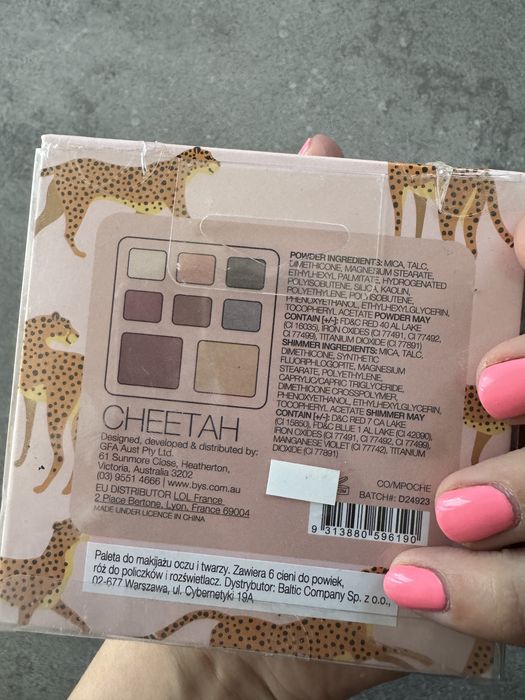 POWDER INGREDIENTS: MICA, TALC,
DIMETHICONE, MAGNESIUM STEARATE,
ETHYLHEXYL PALMITATE, HYDROGENATED
POLYISOBUTENE, SILICA, KAOLIN,
POLYETHYLENE, POLYISOBUTENE,
PHENOXYETHANOL, ETHYLHEXYLGLYCERIN,
TOCOPHERYL ACETATE POWDER MAY
CONTAIN (+/-): FD&C RED 40 AL LAKE
(CI 16035), IRON OXIDES (CI 77491, CI 77492,
CI 77499), TITANIUM DIOXIDE (CI 77891)
SHIMMER INGREDIENTS: MICA, TALC,
DIMETHICONE, SYNTHETIC
FLUORPHLOGOPITE, MAGNESIUM
STEARATE, POLYETHYLENE,
CAPRYLIC/CAPRIC TRIGLYCERIDE,
DIMETHICONE CROSSPOLYMER,
PHENOXYETHANOL, ETHYLHEXYLGLYCERIN,
TOCOPHERYL ACETATE SHIMMER MAY
CONTAIN (+/-): D&C RED 7 CA LAKE
(CI 15850), FD&C BLUE 1 AL LAKE (CI 42090),
IRON OXIDES (CI 77491, CI 77492, CI 77499)
MANGANESE VIOLET (CI 77742), TITANIUM
DIOXIDE (CI 77891)
CHEETAH
Designed, developed & distributed by:
GFA Aust Pty Ltd.
61 Sunmore Close, Heatherton,
Victoria, Australia 3202
(03) 9551 4666 | www.bys.com.au
EU DISTRIBUTOR LOL France
2 Place Bertone, Lyon, France 69004
MADE UNDER LICENCE IN CHINA
CO/MPOCHE
BATCH#: D24923
9 313880 596190
Paleta do makijażu oczu i twarzy. Zawiera 6 cieni do powiek,
róż do policzków i rozświetlacz. Dystrybutor: Baltic Company Sp. z o.o.,
02-677 Warszawa, ul. Cybernetyki 19A